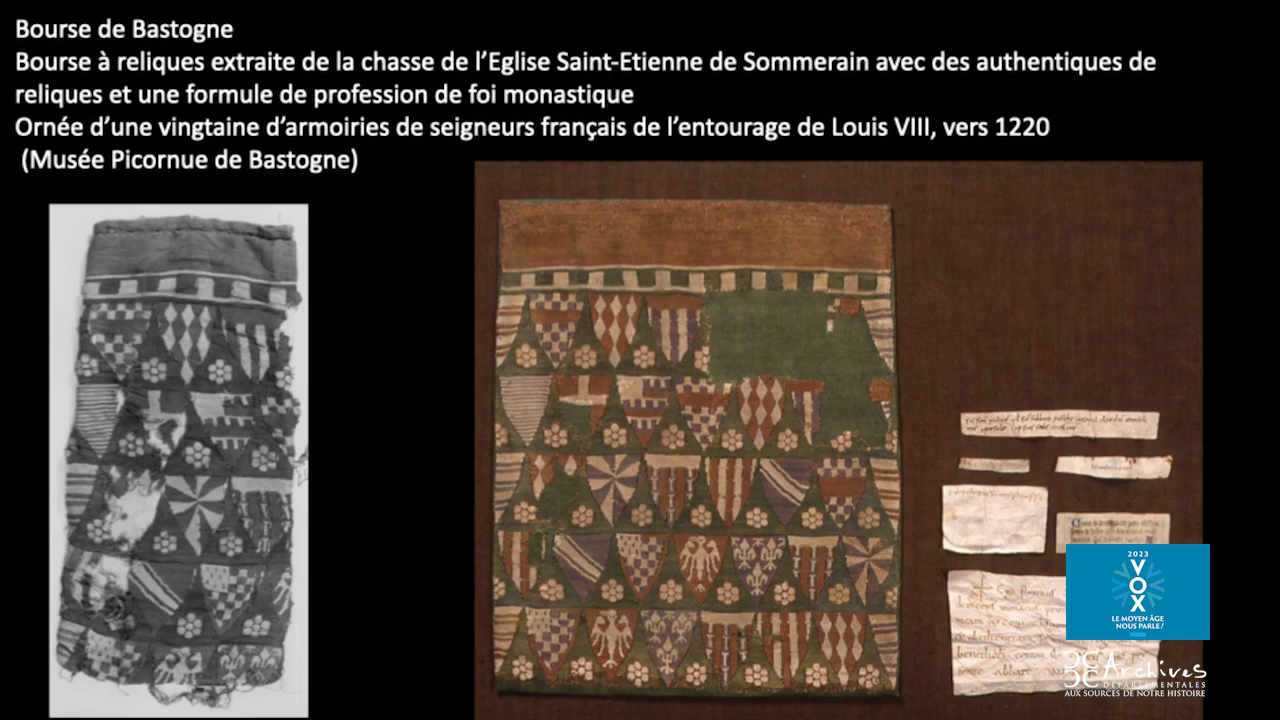 Bourse de Bastogne
Bourse à reliques extraite de la chasse de l’Eglise Saint-Etienne de Sommerain avec des authentiques de
reliques et une formule de profession de foi monastique
Ornée d’une vingtaine d’armoiries de seigneurs français de l’entourage de Louis VIII, vers 1220
(Musée Picornue de Bastogne)
2023
VOX
LE MOYEN ÂGE
NOUS PARLE !
Archives
DÉPARTEMENTALES
AUX SOURCES DE NOTRE HISTOIRE